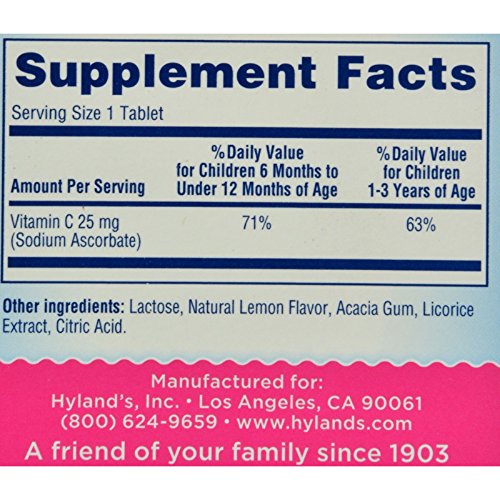 Supplement Facts
Serving Size 1 Tablet
Amount Per Serving
% Daily Value
for Children 6 Months to
Under 12 Months of Age
% Daily Value
for Children
1-3 Years of Age
Vitamin C 25 mg 71% 63%
(Sodium Ascorbate)
Other ingredients: Lactose, Natural Lemon Flavor, Acacia Gum, Licorice
Extract, Citric Acid.
Manufactured for:
Hyland's, Inc. • Los Angeles, CA 90061
(800) 624-9659 • www.hylands.com
A friend of your family since 1903